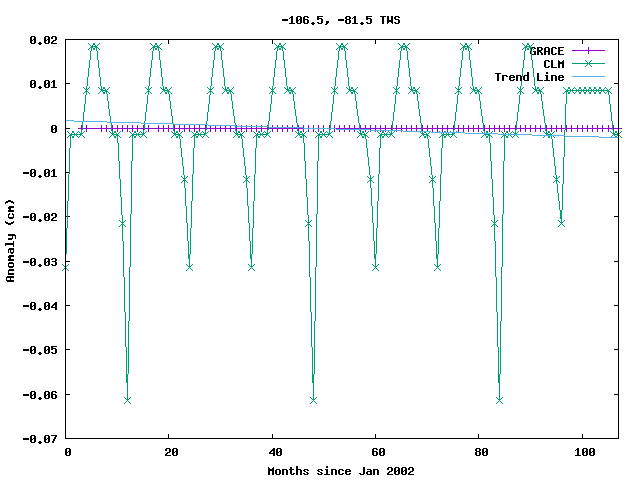 -106.5, -81.5 TWS
0.02
0.01
0
-0.01
-0.02
-0.03
-0.04
-0.05
-0.06
-0.07
Anomaly (cm)
GRACE
CLM
Trend Line
0 20 40 60 80 100
Months since Jan 2002